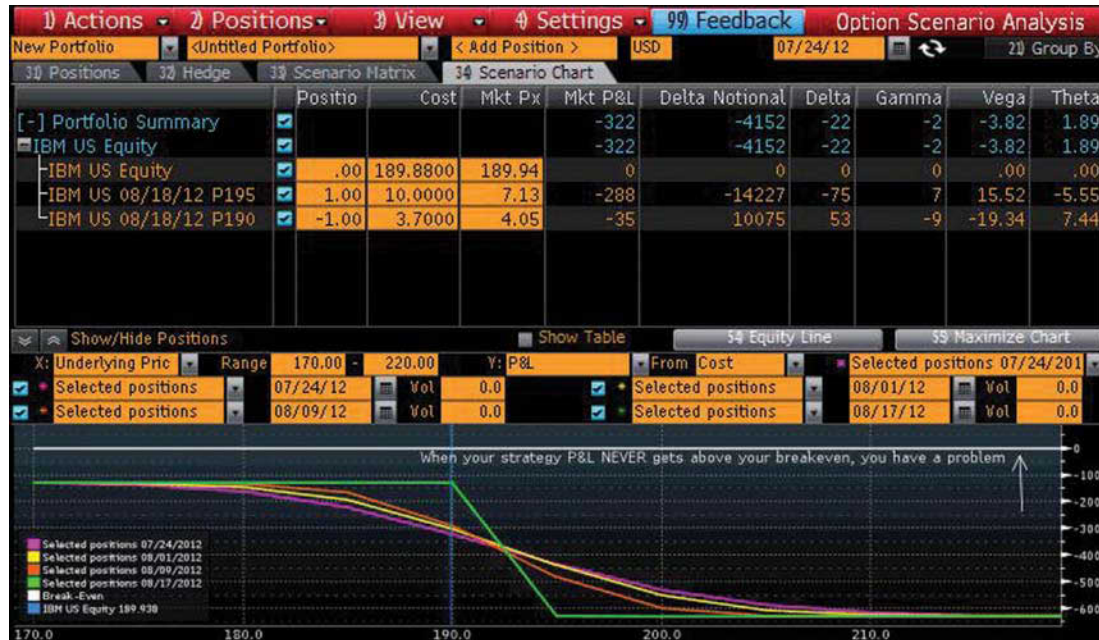 1) Actions 2) Positions 3) View 4) Settings 99) Feedback Option Scenario Analysis
New Portfolio <Untitled Portfolio> < Add Position > USD 07/24/12 21) Group By
31) Positions 32) Hedge 33) Scenario Matrix 34) Scenario Chart
Positio Cost Mkt Px Mkt P&L Delta Notional Delta Gamma Vega Theta
[-] Portfolio Summary -322 -4152 -22 -2 -3.82 1.89
IBM US Equity -322 -4152 -22 -2 -3.82 1.89
IBM US Equity .00 189.8800 189.94 0 0 0 0 .00 .00
IBM US 08/18/12 P195 1.00 10.0000 7.13 -288 -14227 -75 7 15.52 -5.55
IBM US 08/18/12 P190 -1.00 3.7000 4.05 -35 10075 53 -9 -19.34 7.44
Show/Hide Positions Show Table 54) Equity Line 55) Maximize Chart
X: Underlying Pric Range 170.00 - 220.00 Y: P&L From Cost Selected positions 07/24/201
Selected positions 07/24/12 Vol 0.0 Selected positions 08/01/12 Vol 0.0
Selected positions 08/09/12 Vol 0.0 Selected positions 08/17/12 Vol 0.0
When your strategy P&L NEVER gets above your breakeven, you have a problem
0
-100
-200
-300
-400
-500
-600
Selected positions 07/24/2012
Selected positions 08/01/2012
Selected positions 08/09/2012
Selected positions 08/17/2012
Break-Even
IBM US Equity 189.938
170.0 180.0 190.0 200.0 210.0